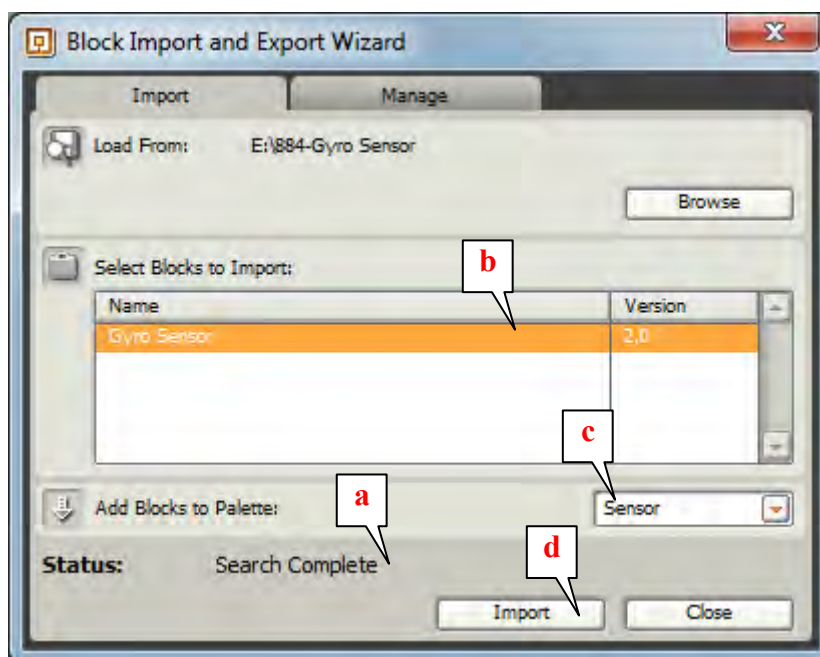 Block Import and Export Wizard
Import Manage
Load From: E:\884-Gyro Sensor
Browse
Select Blocks to Import:
b
Name Version
Gyro Sensor 2,0
c
Add Blocks to Palette: a Sensor
Status: Search Complete d
Import Close